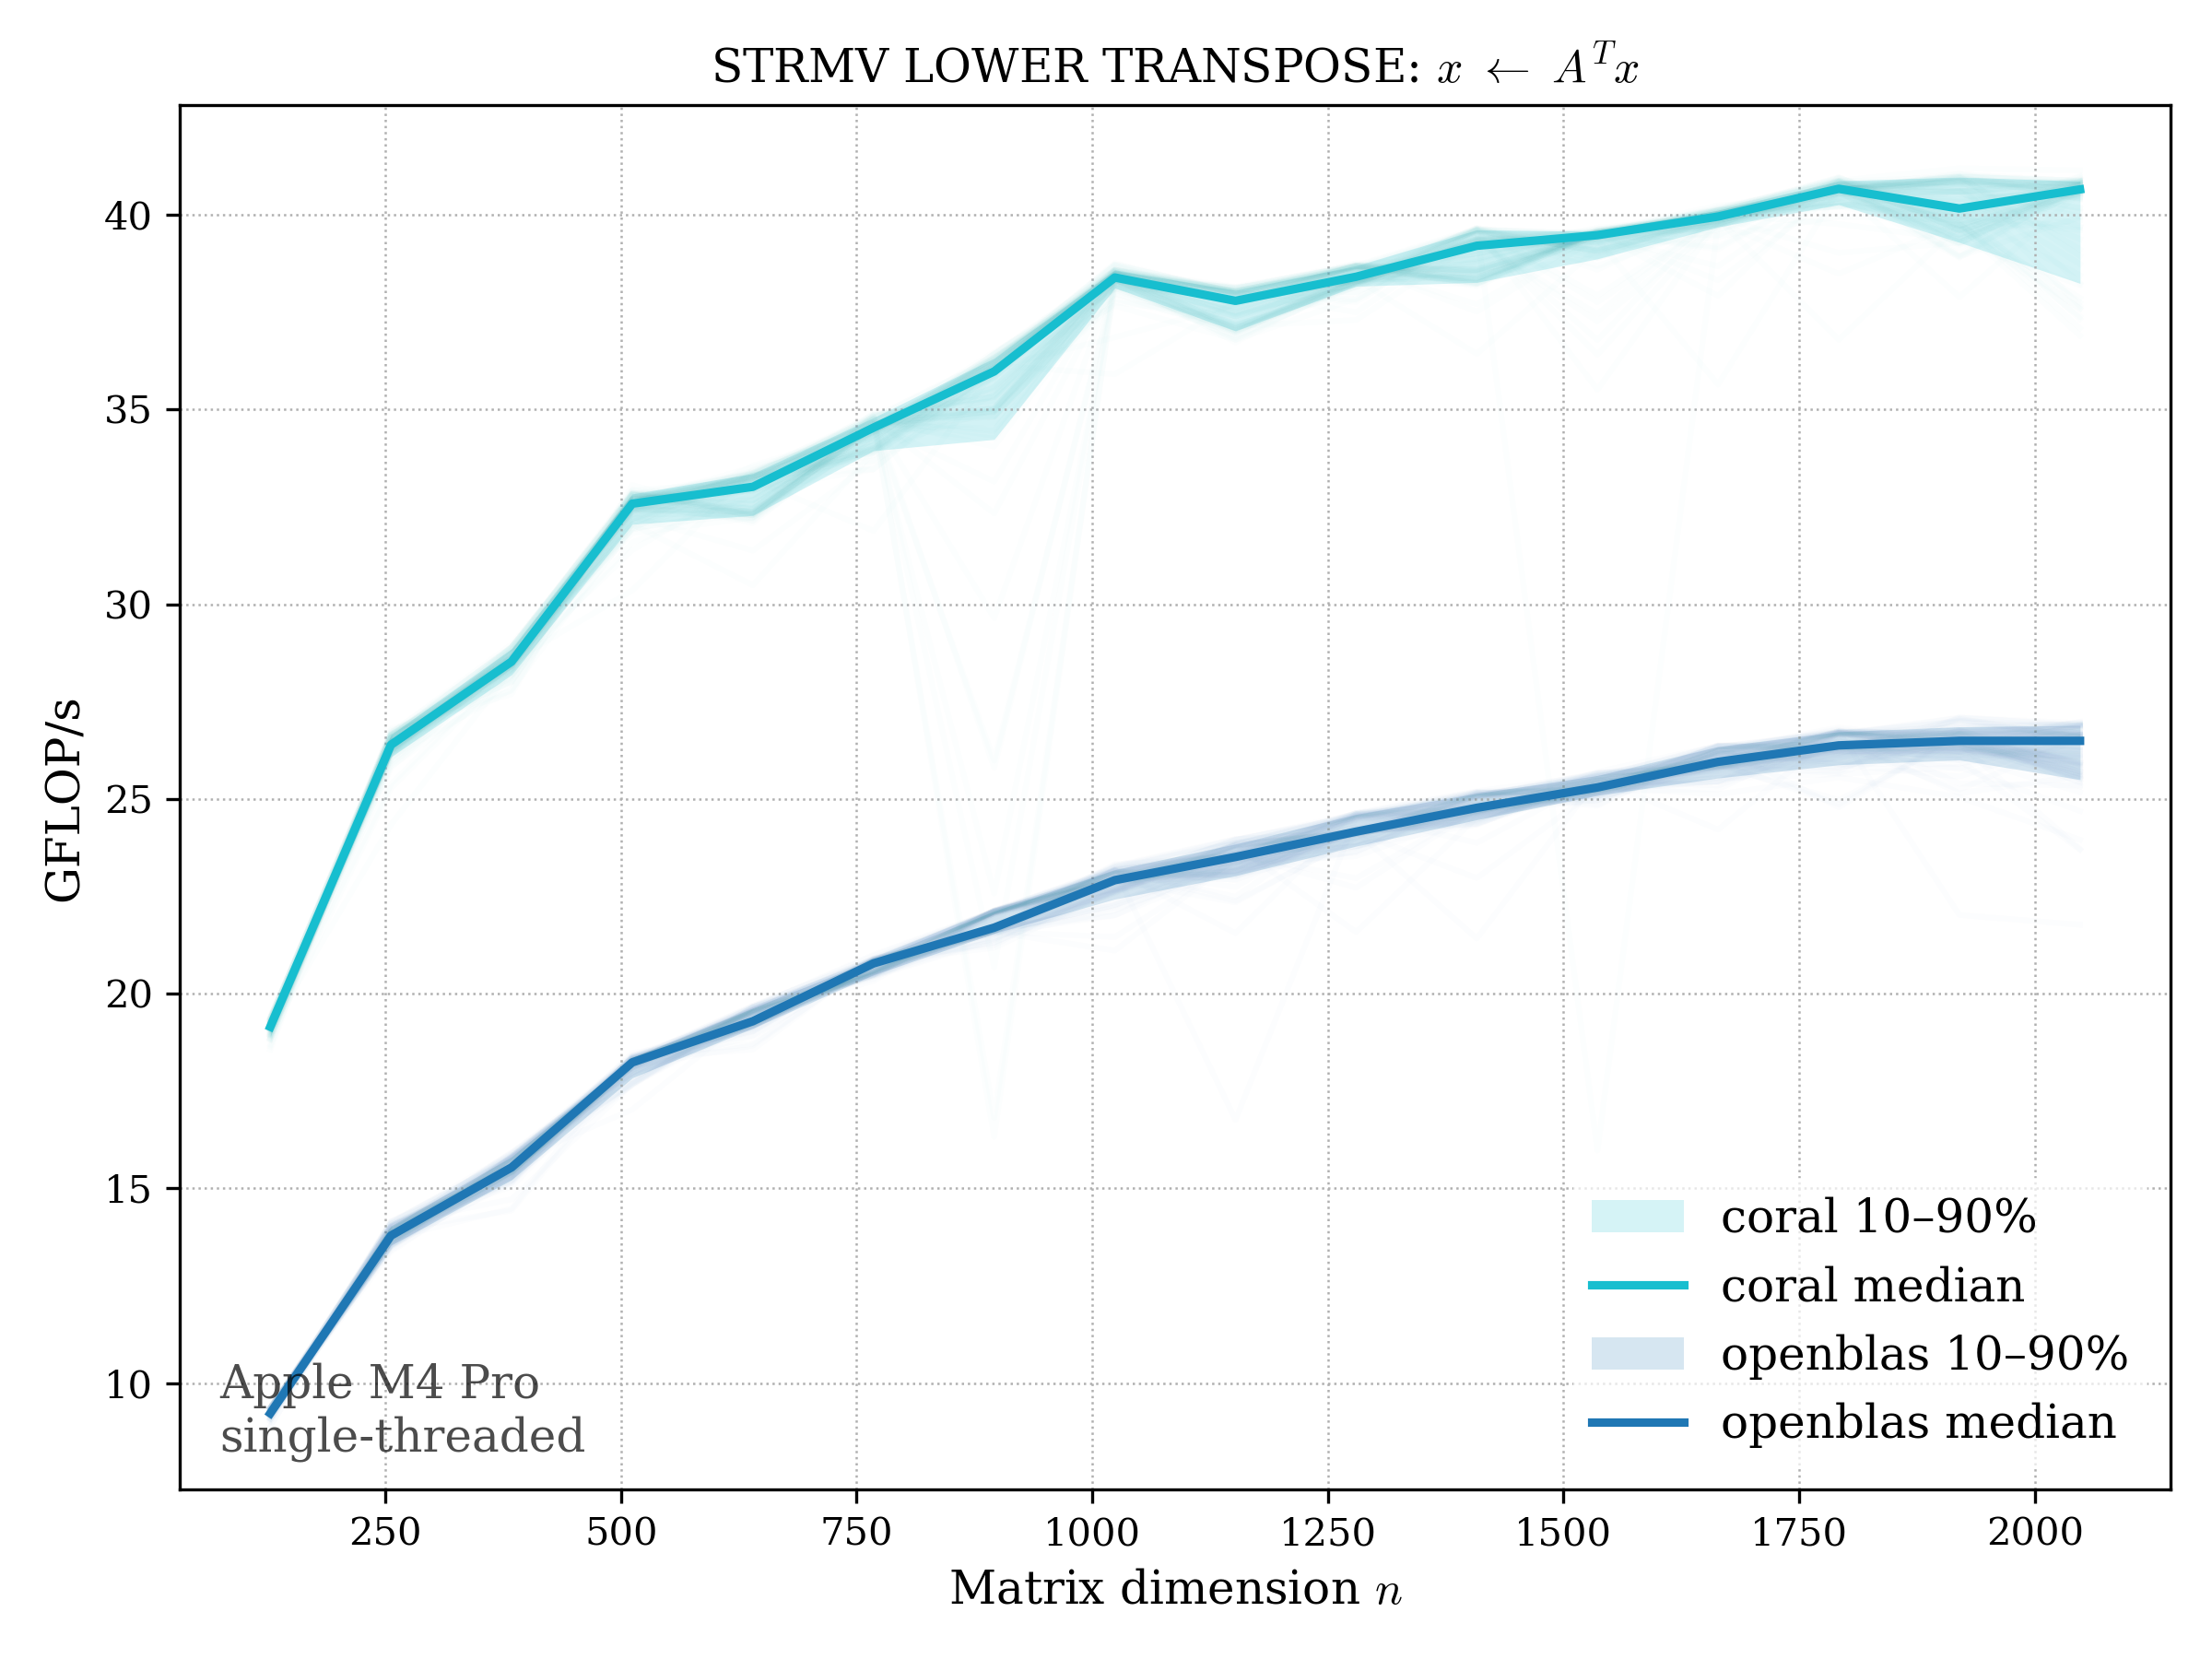 STRMV LOWER TRANSPOSE: x ← Aᵀx
GFLOP/s
40
35
30
25
20
15
10
Apple M4 Pro
single-threaded
coral 10–90%
coral median
openblas 10–90%
openblas median
250 500 750 1000 1250 1500 1750 2000
Matrix dimension n